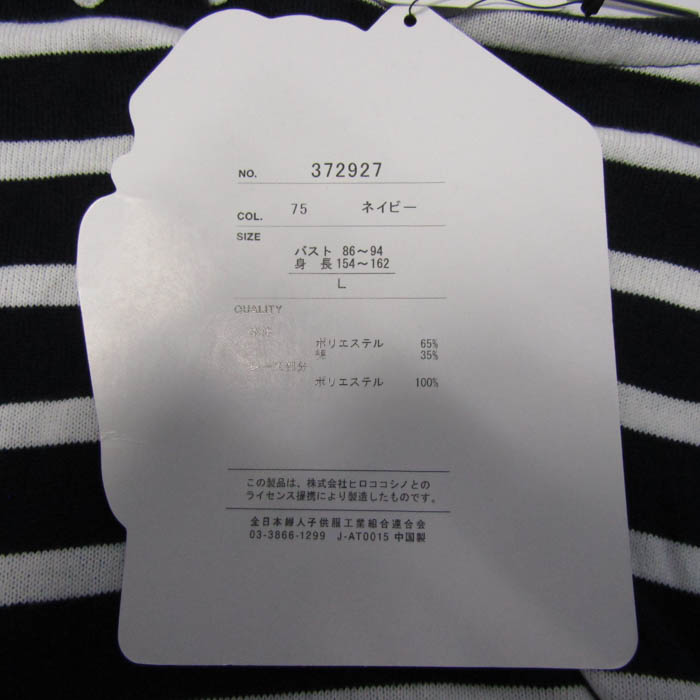 NO. 372927
COL. 75 ネイビー
SIZE
バスト 86～94
身 長 154～162
L
QUALITY
ポリエステル 65%
綿 35%
ポリエステル 100%
この製品は、株式会社ヒロココシノとの
ライセンス提携により製造したものです。
全日本婦人子供服工業組合連合会
03-3866-1299 J-AT0015 中国製